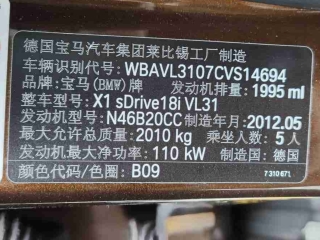 德国宝马汽车集团莱比锡工厂制造
车辆识别代号: WBAVL3107CVS14694
品牌: 宝马(BMW)牌 发动机排量: 1995 ml
整车型号: X1 sDrive18i VL31
发动机型号: N46B20CC 制造年月: 2012.05
最大允许总质量: 2010 kg 乘坐人数: 5人
发动机功率: 110 kW 制造国: 德国
颜色代码/色圈: B09
7 310 671.